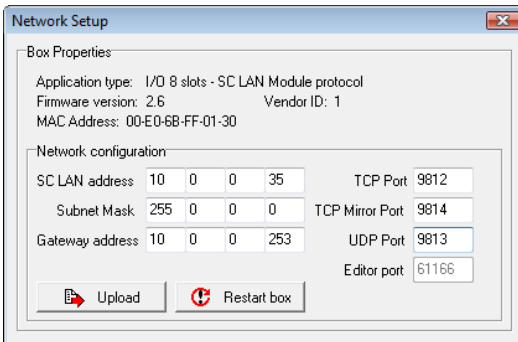 Network Setup
Box Properties
Application type: I/O 8 slots - SC LAN Module protocol
Firmware version: 2.6 Vendor ID: 1
MAC Address: 00-E0-6B-FF-01-30
Network configuration
SC LAN address 10 0 0 35 TCP Port 9812
Subnet Mask 255 0 0 0 TCP Mirror Port 9814
Gateway address 10 0 0 253 UDP Port 9813
Editor port 61166
Upload Restart box